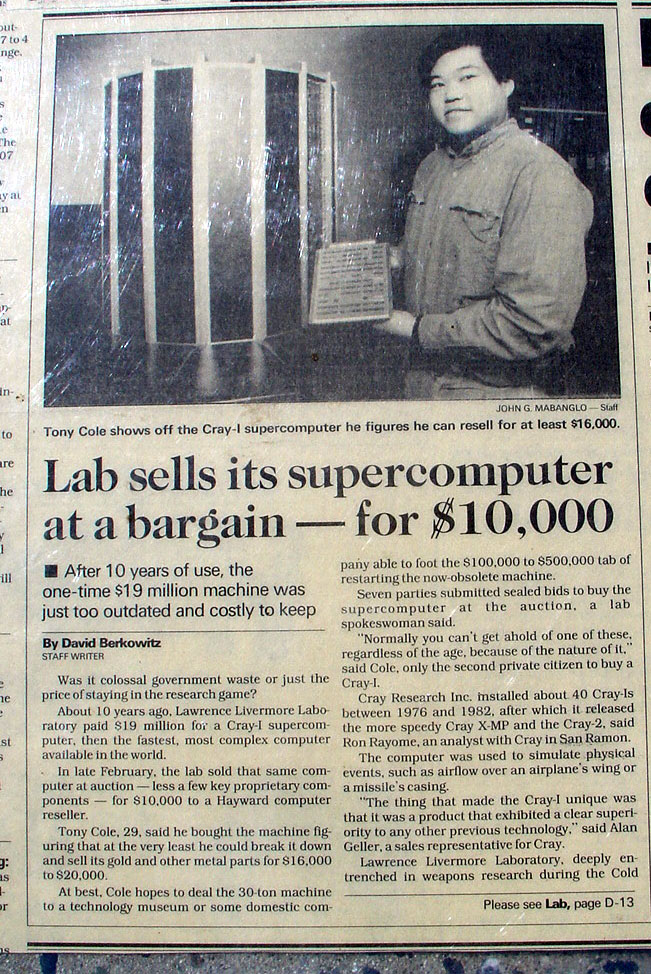 JOHN G. MABANGLO — Staff
Tony Cole shows off the Cray-I supercomputer he figures he can resell for at least $16,000.
Lab sells its supercomputer
at a bargain — for $10,000
■ After 10 years of use, the
one-time $19 million machine was
just too outdated and costly to keep
By David Berkowitz
STAFF WRITER
Was it colossal government waste or just the
price of staying in the research game?
About 10 years ago, Lawrence Livermore Labo-
ratory paid $19 million for a Cray-I supercom-
puter, then the fastest, most complex computer
available in the world.
In late February, the lab sold that same com-
puter at auction — less a few key proprietary com-
ponents — for $10,000 to a Hayward computer
reseller.
Tony Cole, 29, said he bought the machine fig-
uring that at the very least he could break it down
and sell its gold and other metal parts for $16,000
to $20,000.
At best, Cole hopes to deal the 30-ton machine
to a technology museum or some domestic com-
pany able to foot the $100,000 to $500,000 tab of
restarting the now-obsolete machine.
Seven parties submitted sealed bids to buy the
supercomputer at the auction, a lab
spokeswoman said.
"Normally you can't get ahold of one of these,
regardless of the age, because of the nature of it,"
said Cole, only the second private citizen to buy a
Cray-I.
Cray Research Inc. installed about 40 Cray-Is
between 1976 and 1982, after which it released
the more speedy Cray X-MP and the Cray-2, said
Ron Rayome, an analyst with Cray in San Ramon.
The computer was used to simulate physical
events, such as airflow over an airplane's wing or
a missile's casing.
"The thing that made the Cray-I unique was
that it was a product that exhibited a clear superi-
ority to any other previous technology," said Alan
Geller, a sales representative for Cray.
Lawrence Livermore Laboratory, deeply en-
trenched in weapons research during the Cold
Please see Lab, page D-13